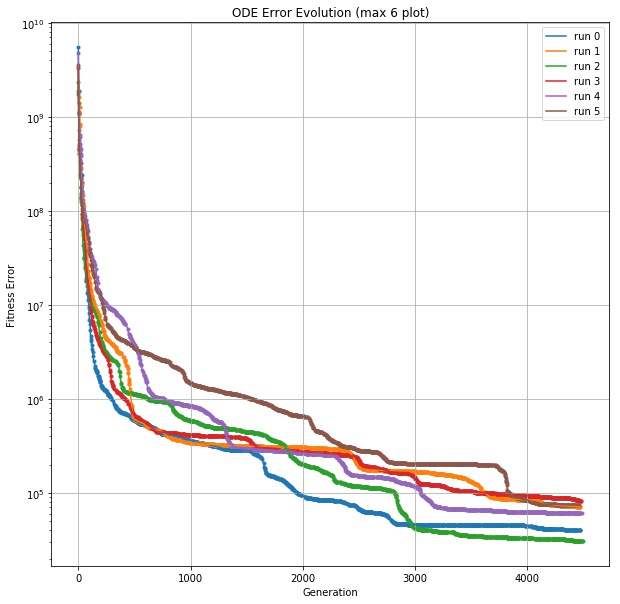 ODE Error Evolution (max 6 plot)
10^10
10^9
10^8
10^7
10^6
10^5
Fitness Error
0 1000 2000 3000 4000
Generation
run 0
run 1
run 2
run 3
run 4
run 5